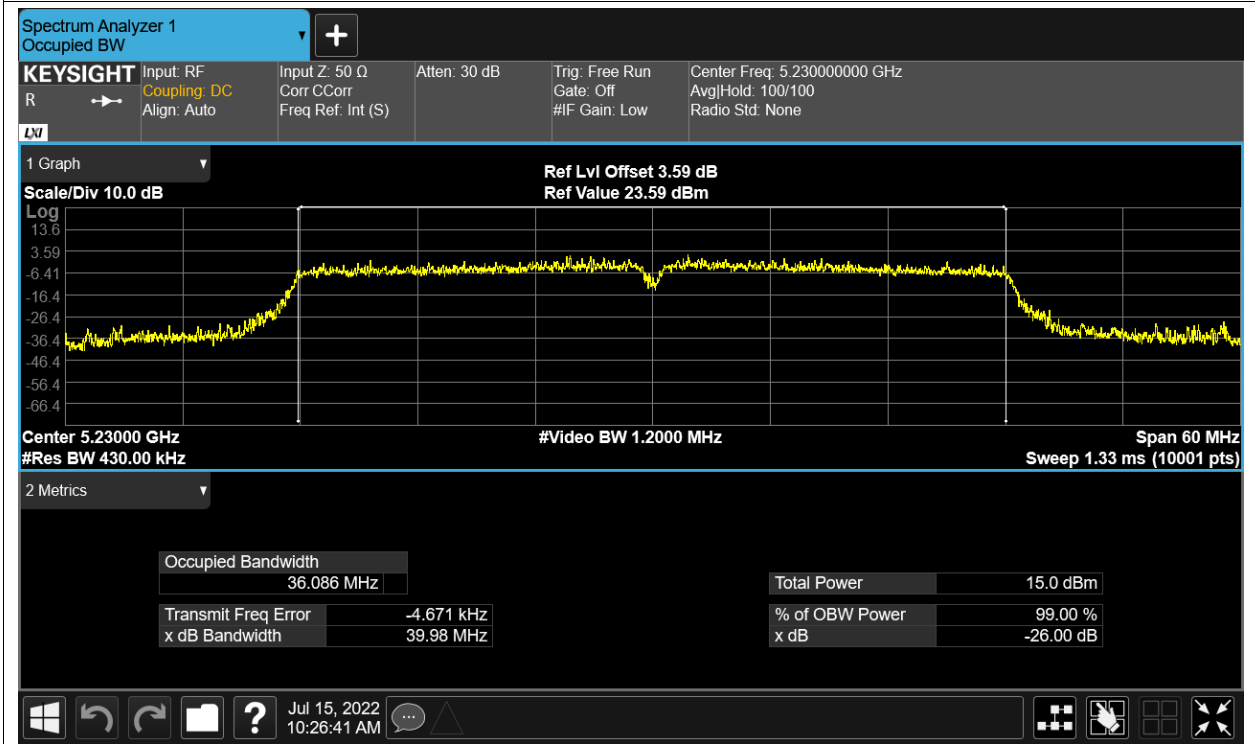 Spectrum Analyzer 1
Occupied BW
KEYSIGHT
R
LXI
Input: RF
Coupling: DC
Align: Auto
Input Z: 50 Ω
Corr CCorr
Freq Ref: Int (S)
Atten: 30 dB
Trig: Free Run
Gate: Off
#IF Gain: Low
Center Freq: 5.230000000 GHz
Avg|Hold: 100/100
Radio Std: None
1 Graph
Scale/Div 10.0 dB
Ref Lvl Offset 3.59 dB
Ref Value 23.59 dBm
Log
13.6
3.59
-6.41
-16.4
-26.4
-36.4
-46.4
-56.4
-66.4
Center 5.23000 GHz
#Video BW 1.2000 MHz
Span 60 MHz
#Res BW 430.00 kHz
Sweep 1.33 ms (10001 pts)
2 Metrics
Occupied Bandwidth
36.086 MHz
Total Power 15.0 dBm
Transmit Freq Error -4.671 kHz
% of OBW Power 99.00 %
x dB Bandwidth 39.98 MHz
x dB -26.00 dB
?
Jul 15, 2022
10:26:41 AM